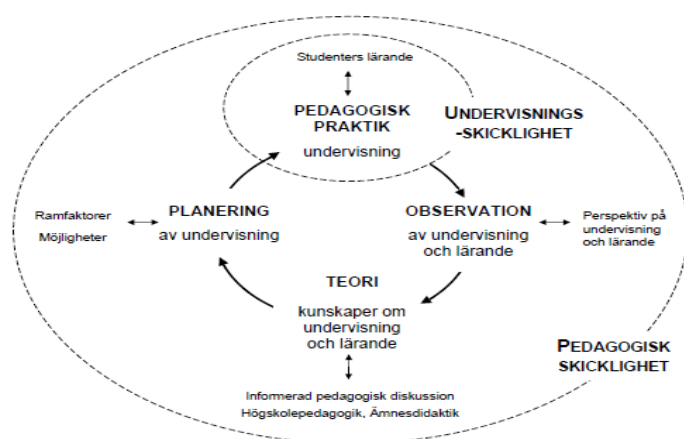 Studenters lärande
PEDAGOGISK
PRAKTIK
undervisning
UNDERVISNINGS
-SKICKLIGHET
Ramfaktorer
Möjligheter
PLANERING
av undervisning
OBSERVATION
av undervisning
och lärande
Perspektiv på
undervisning
och lärande
TEORI
kunskaper om
undervisning
och lärande
PEDAGOGISK
SKICKLIGHET
Informerad pedagogisk diskussion
Högskolepedagogik, Ämnesdidaktik